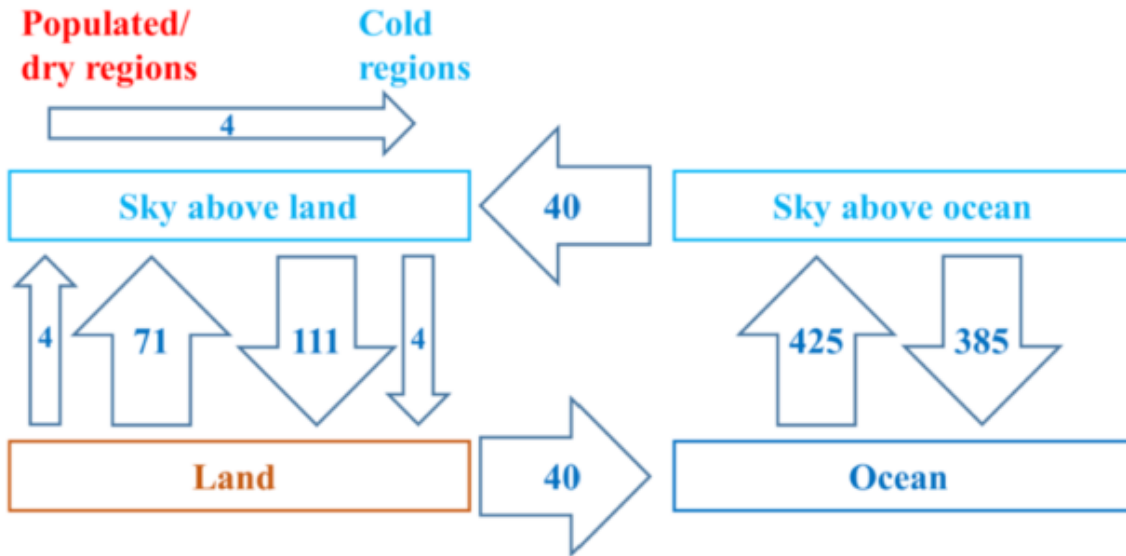 Populated/
dry regions
Cold
regions
4
Sky above land
40
Sky above ocean
4
71
111
4
425
385
Land
40
Ocean